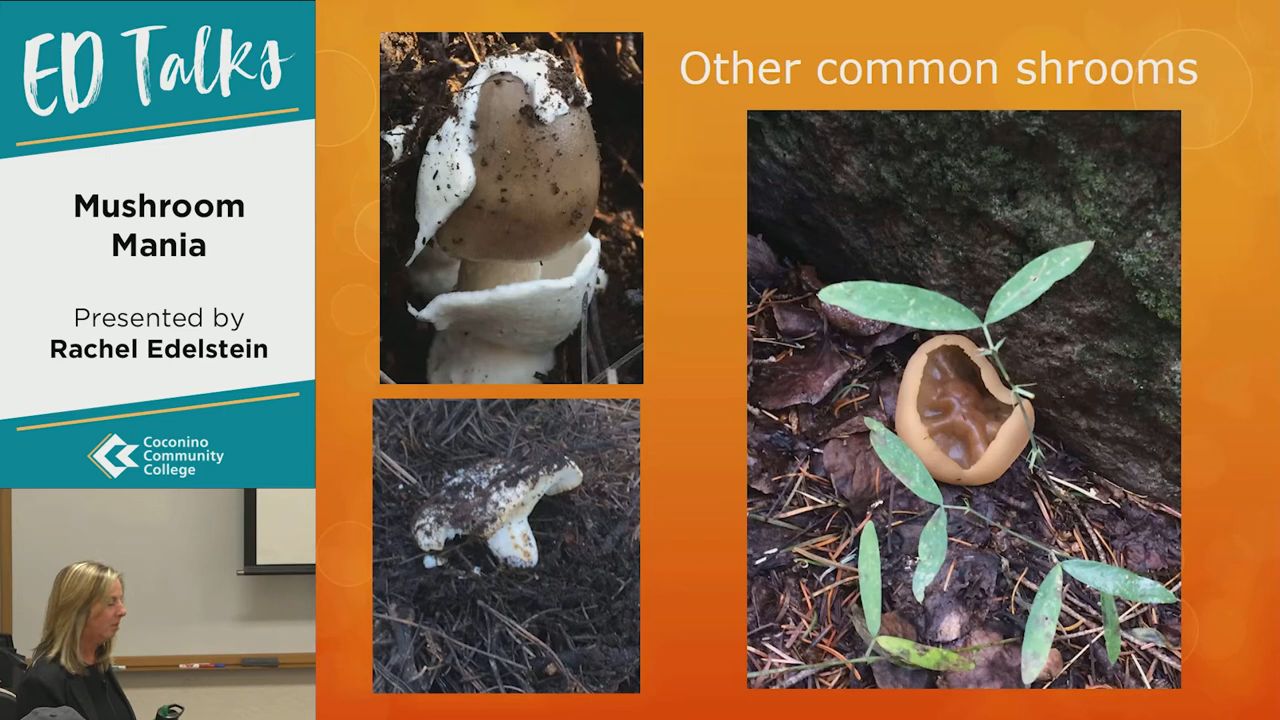 ED Talks
Mushroom
Mania
Presented by
Rachel Edelstein
Coconino
Community
College
Other common shrooms